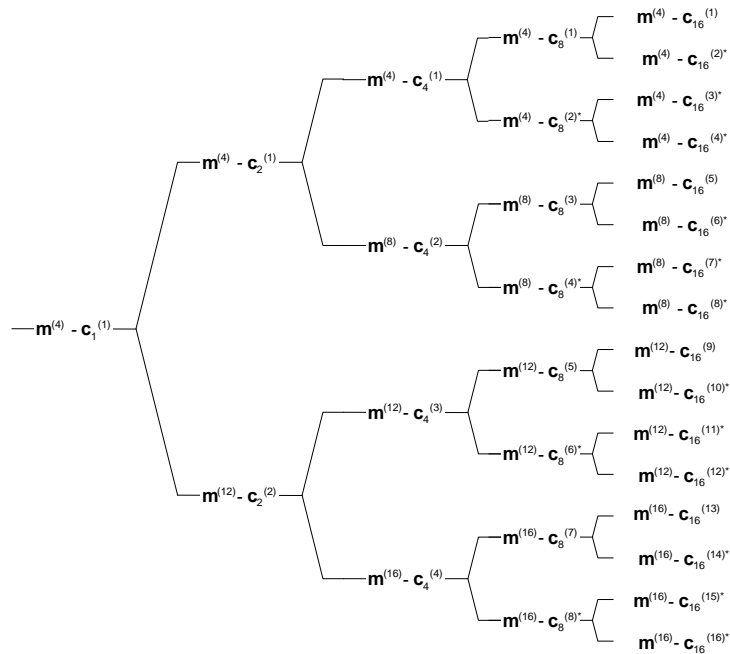 m(4) - c16(1)
m(4) - c8(1)
m(4) - c16(2)*
m(4) - c4(1)
m(4) - c16(3)*
m(4) - c8(2)*
m(4) - c16(4)*
m(4) - c2(1)
m(8) - c16(5)
m(8) - c8(3)
m(8) - c16(6)*
m(8) - c4(2)
m(8) - c16(7)*
m(8) - c8(4)*
m(8) - c16(8)*
m(4) - c1(1)
m(12) - c16(9)
m(12) - c8(5)
m(12) - c16(10)*
m(12) - c4(3)
m(12) - c16(11)*
m(12) - c8(6)*
m(12) - c16(12)*
m(12) - c2(2)
m(16) - c16(13)
m(16) - c8(7)
m(16) - c16(14)*
m(16) - c4(4)
m(16) - c16(15)*
m(16) - c8(8)*
m(16) - c16(16)*